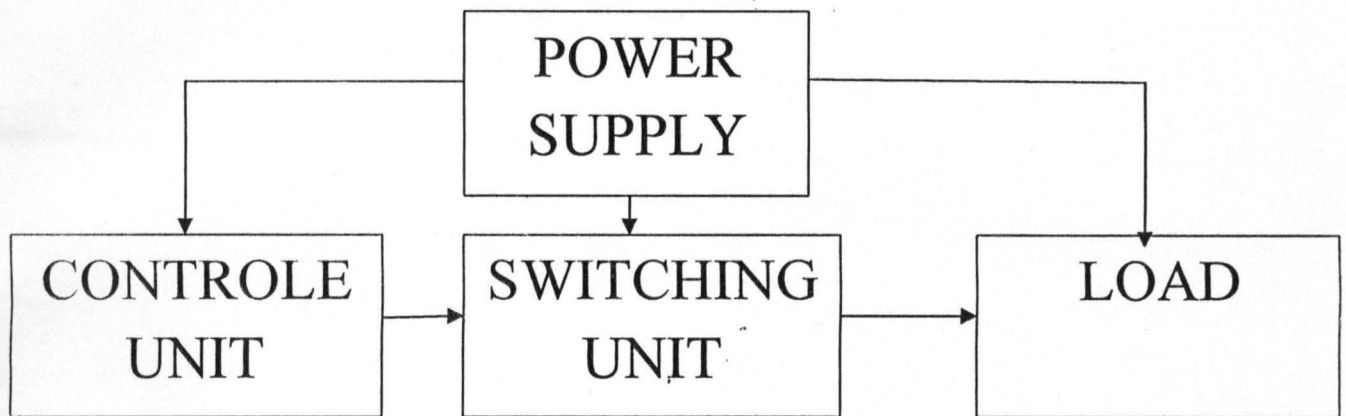 POWER
SUPPLY
CONTROLE
UNIT
SWITCHING
UNIT
LOAD